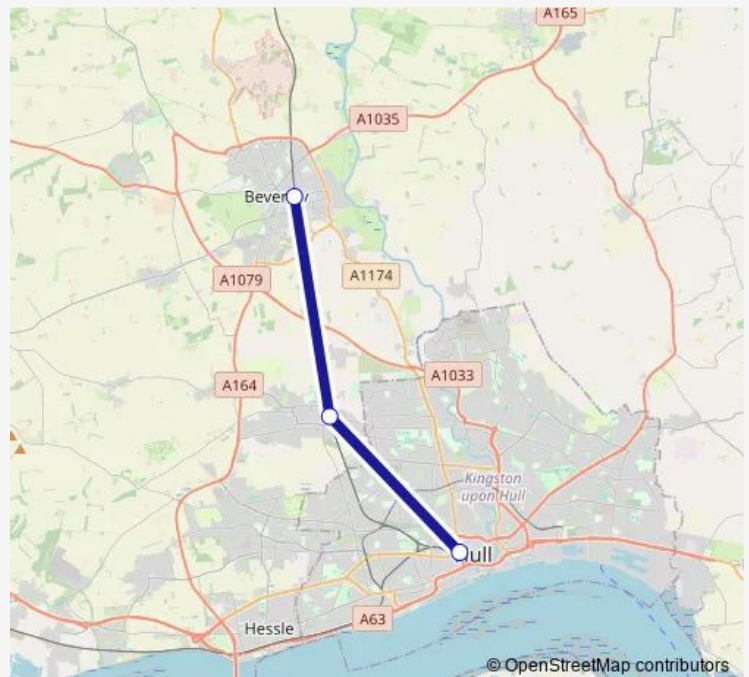 A165
A1035
Beverley
A1079
A1174
A164
A1033
Kingston
upon Hull
Hull
Hessle
A63
© OpenStreetMap contributors